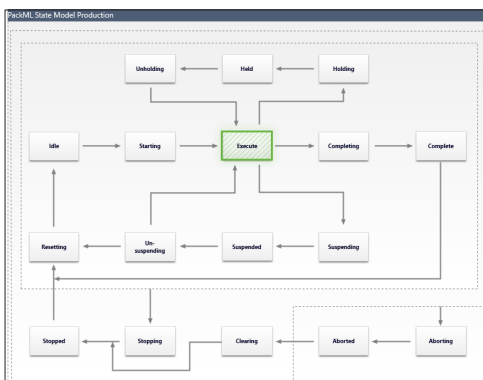 PackML State Model Production
Unholding
Held
Holding
Idle
Starting
Execute
Completing
Complete
Resetting
Un-
suspending
Suspended
Suspending
Stopped
Stopping
Clearing
Aborted
Aborting